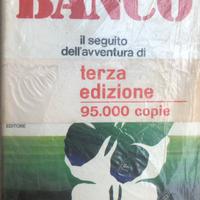 BANCO
il seguito
dell'avventura di
terza
edizione
95.000 copie
EDITORE